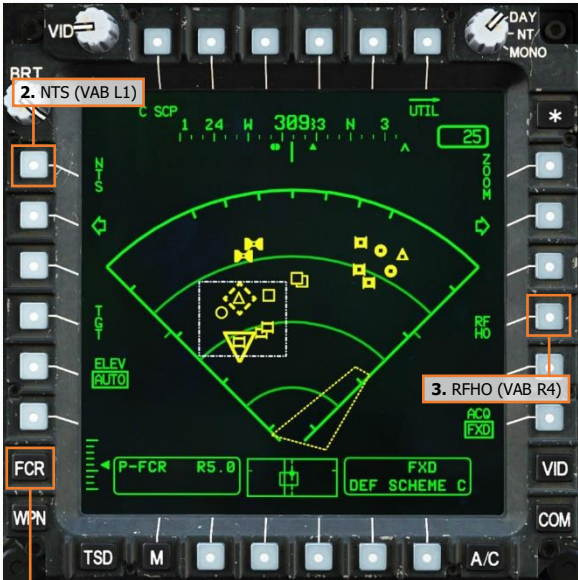 VID
DAY
NT
MONO
BRT
2. NTS (VAB L1)
C SCP
UTIL
1 24 W 309 33 N 3
25
*
NTS
ZOOM
TGT
RF
HO
ELEV
AUTO
3. RFHO (VAB R4)
ACQ
FXD
FCR
P-FCR R5.0
FXD
DEF SCHEME C
VID
WPN
COM
TSD
M
A/C